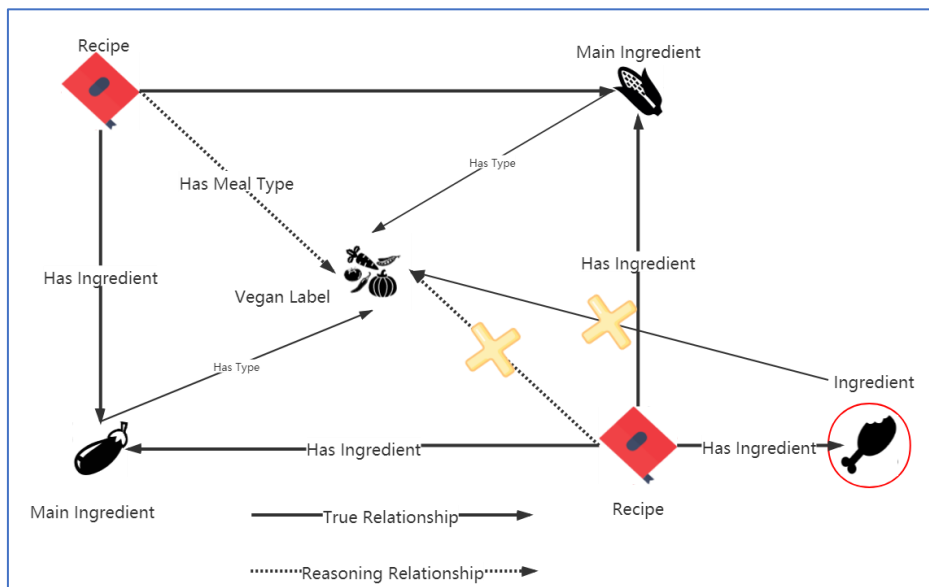 Recipe
Main Ingredient
Has Type
Has Meal Type
Has Ingredient
Has Ingredient
Vegan Label
Has Type
Ingredient
Has Ingredient
Has Ingredient
Main Ingredient
Recipe
True Relationship
Reasoning Relationship